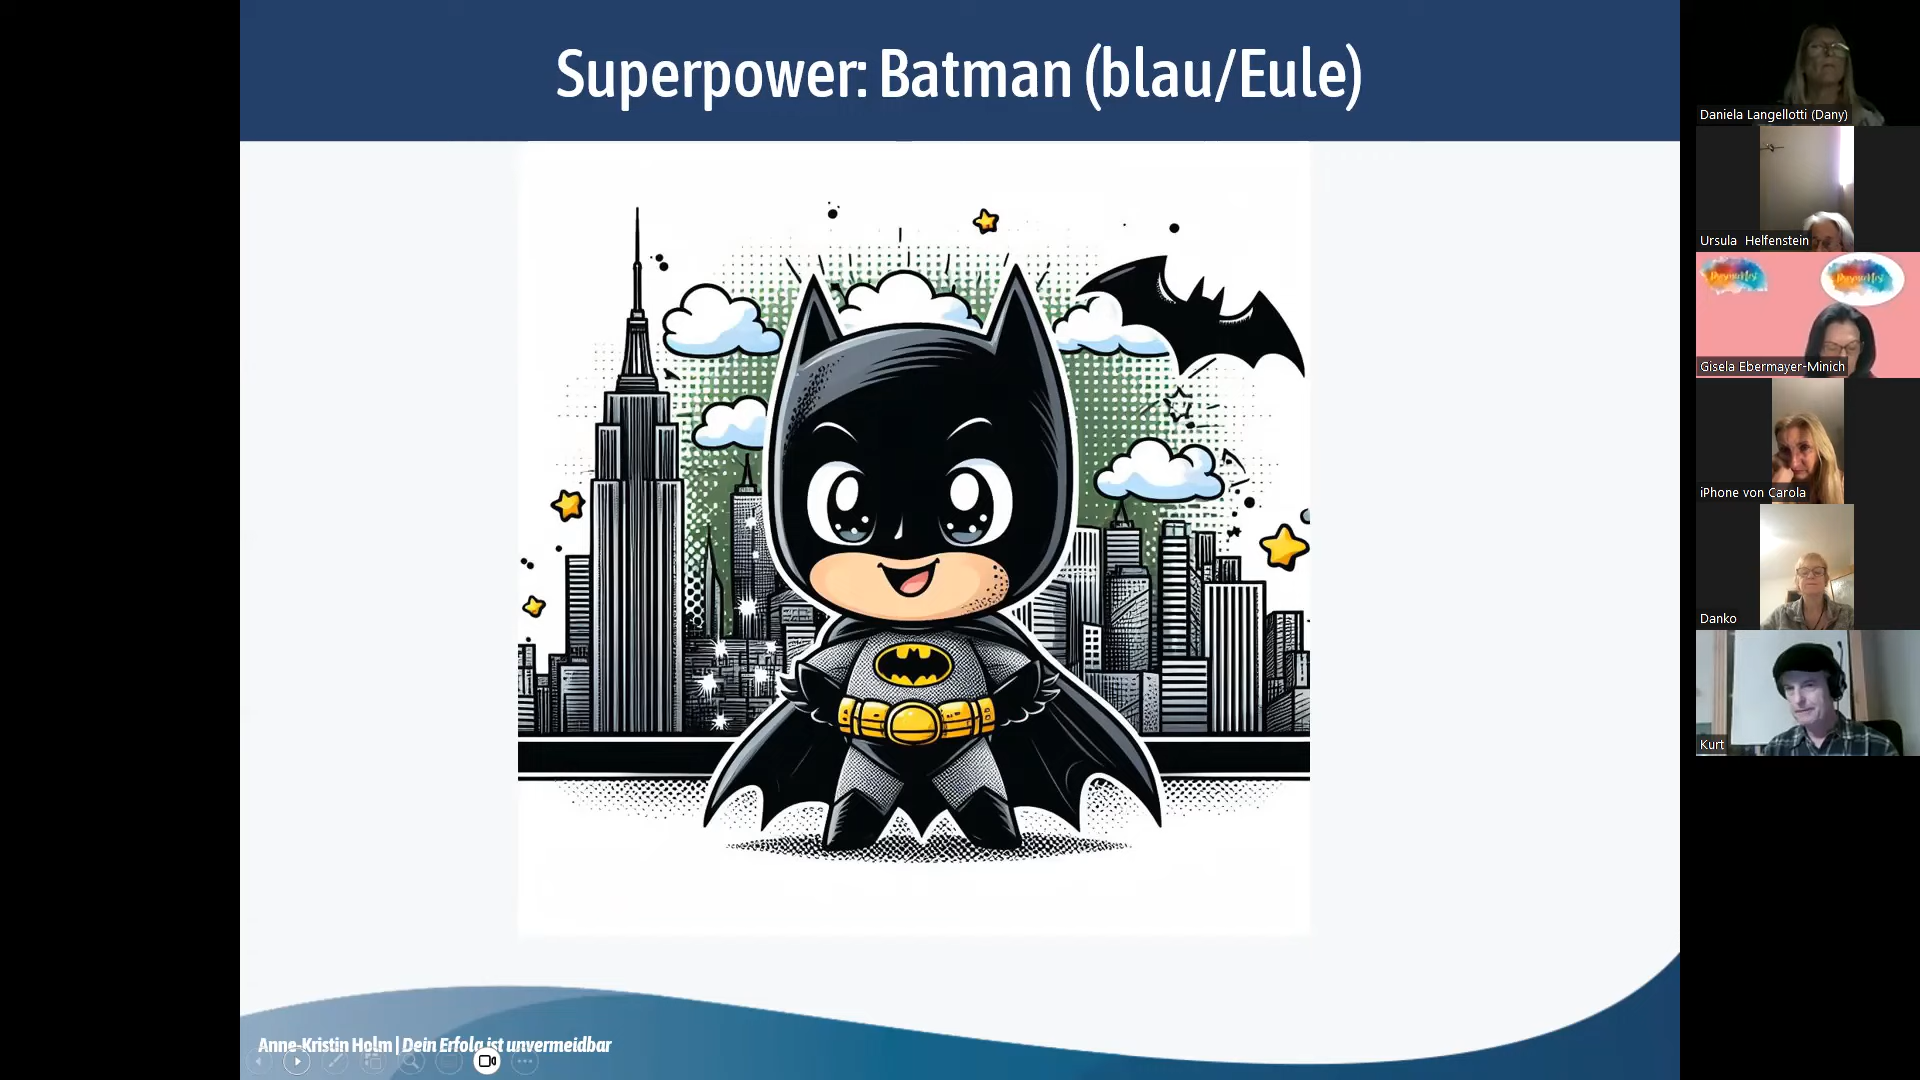 Superpower: Batman (blau/Eule)
Daniela Langellotti (Dany)
Ursula Helfenstein
Gisela Ebermayer-Minich
iPhone von Carola
Danko
Kurt
Anne-Kristin Holm | Dein Erfolg ist unvermeidbar